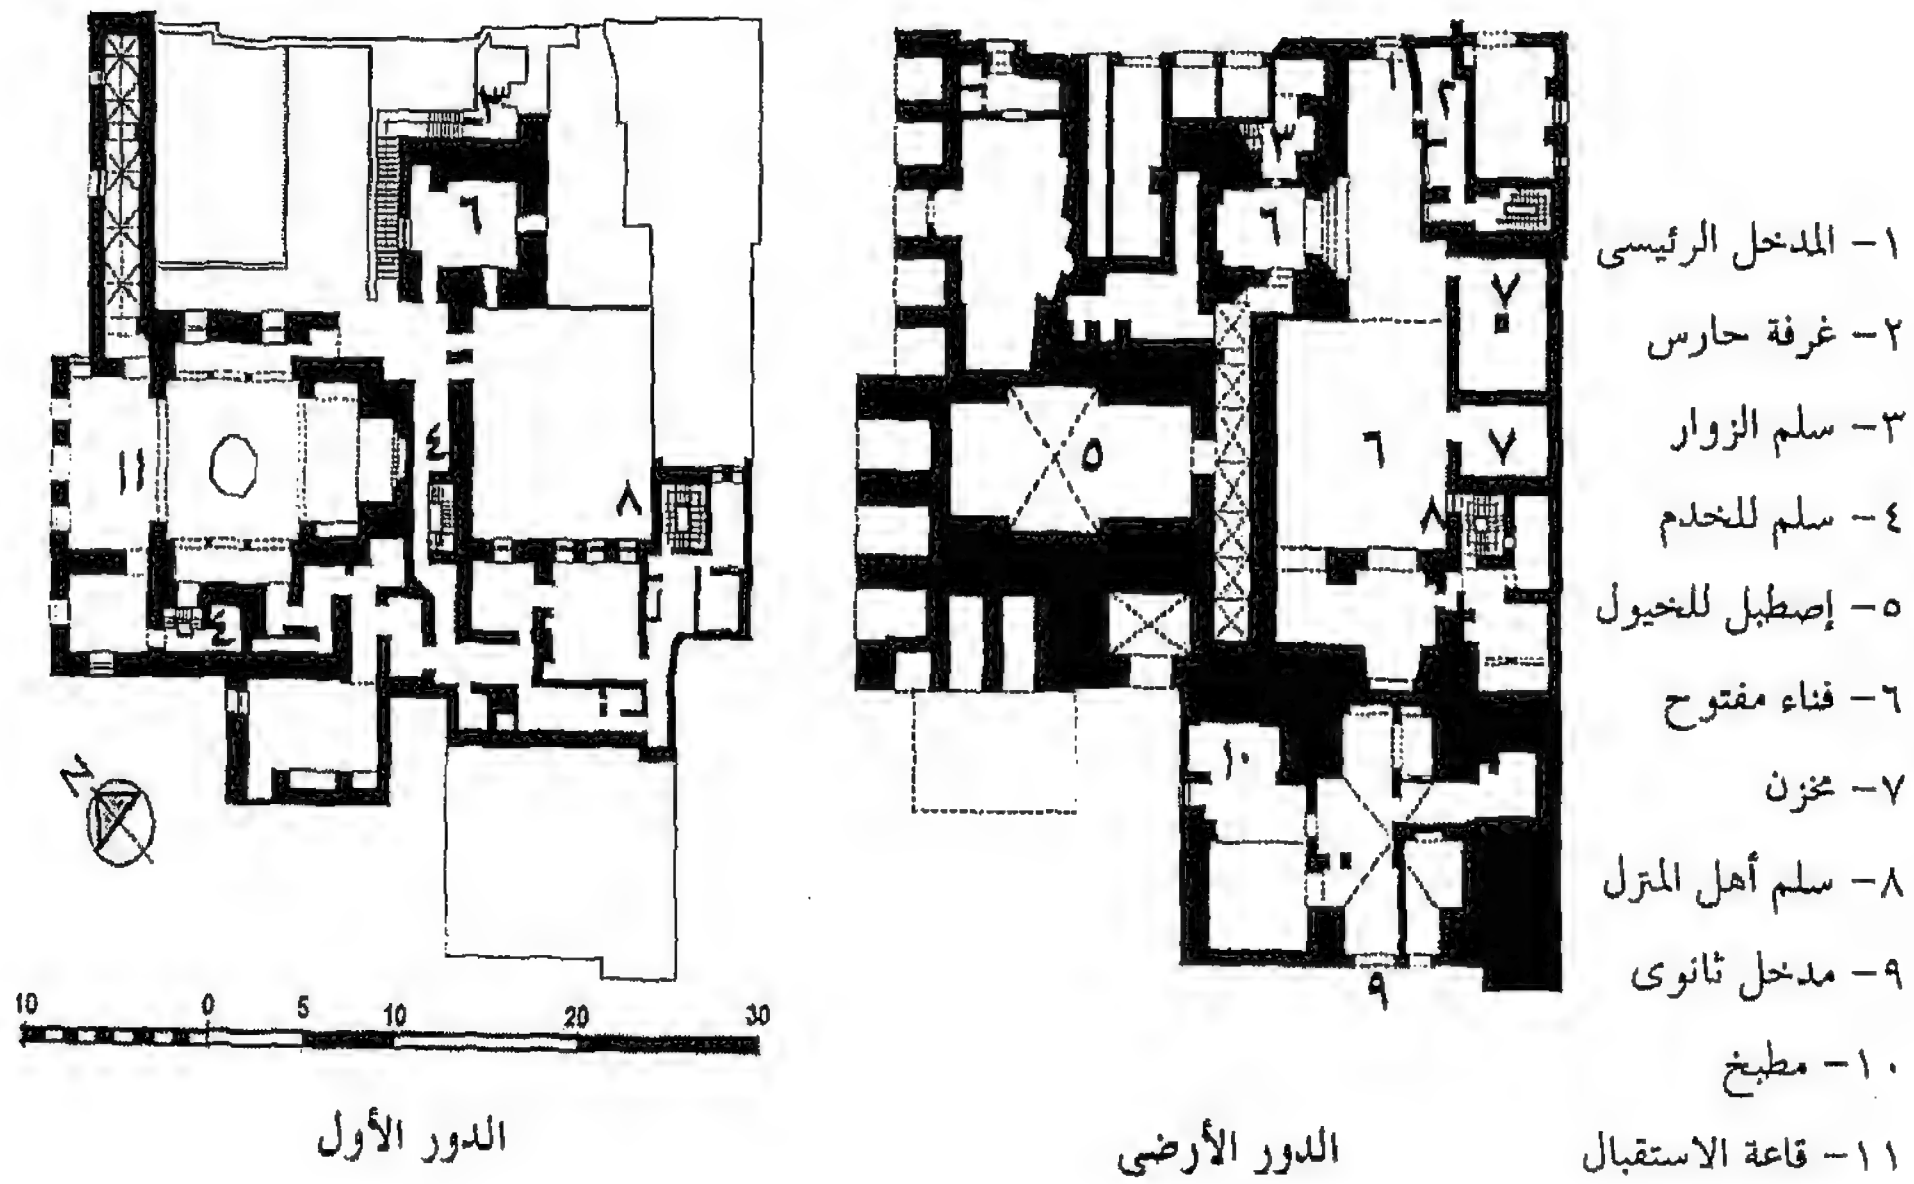 ١- المدخل الرئيسى
٢- غرفة حارس
٣- سلم الزوار
٤- سلم للخدم
٥- إصطبل للخيول
٦- فناء مفتوح
٧- مخزن
٨- سلم أهل المنزل
٩- مدخل ثانوى
١٠- مطبخ
١١- قاعة الاستقبال
١
٢
٣
٦
٧
٥
٦
٧
٨
١٠
٩
الدور الأرضى
٣
٦
٤
١١
٨
٤
N
10 0 5 10 20 30
الدور الأول